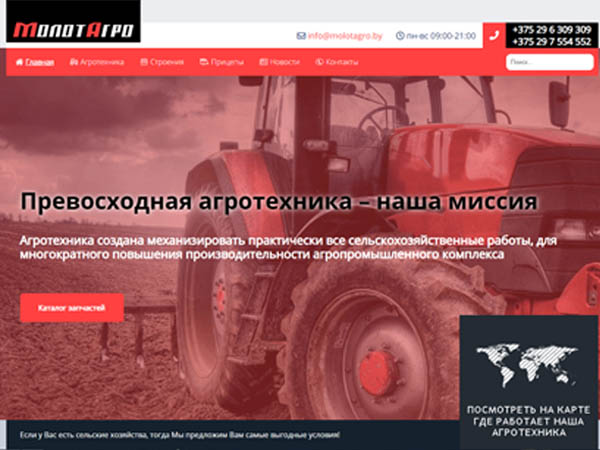 МолотАгро
info@molotagro.by
пн-вс 09:00-21:00
+375 29 6 309 309
+375 29 7 554 552
Главная
Агротехника
Строения
Прицепы
Новости
Контакты
Поиск...
Превосходная агротехника – наша миссия
Агротехника создана механизировать практически все сельскохозяйственные работы, для
многократного повышения производительности агропромышленного комплекса
Каталог запчастей
ПОСМОТРЕТЬ НА КАРТЕ
ГДЕ РАБОТАЕТ НАША
АГРОТЕХНИКА
Если у Вас есть сельские хозяйства, тогда Мы предложим Вам самые выгодные условия!